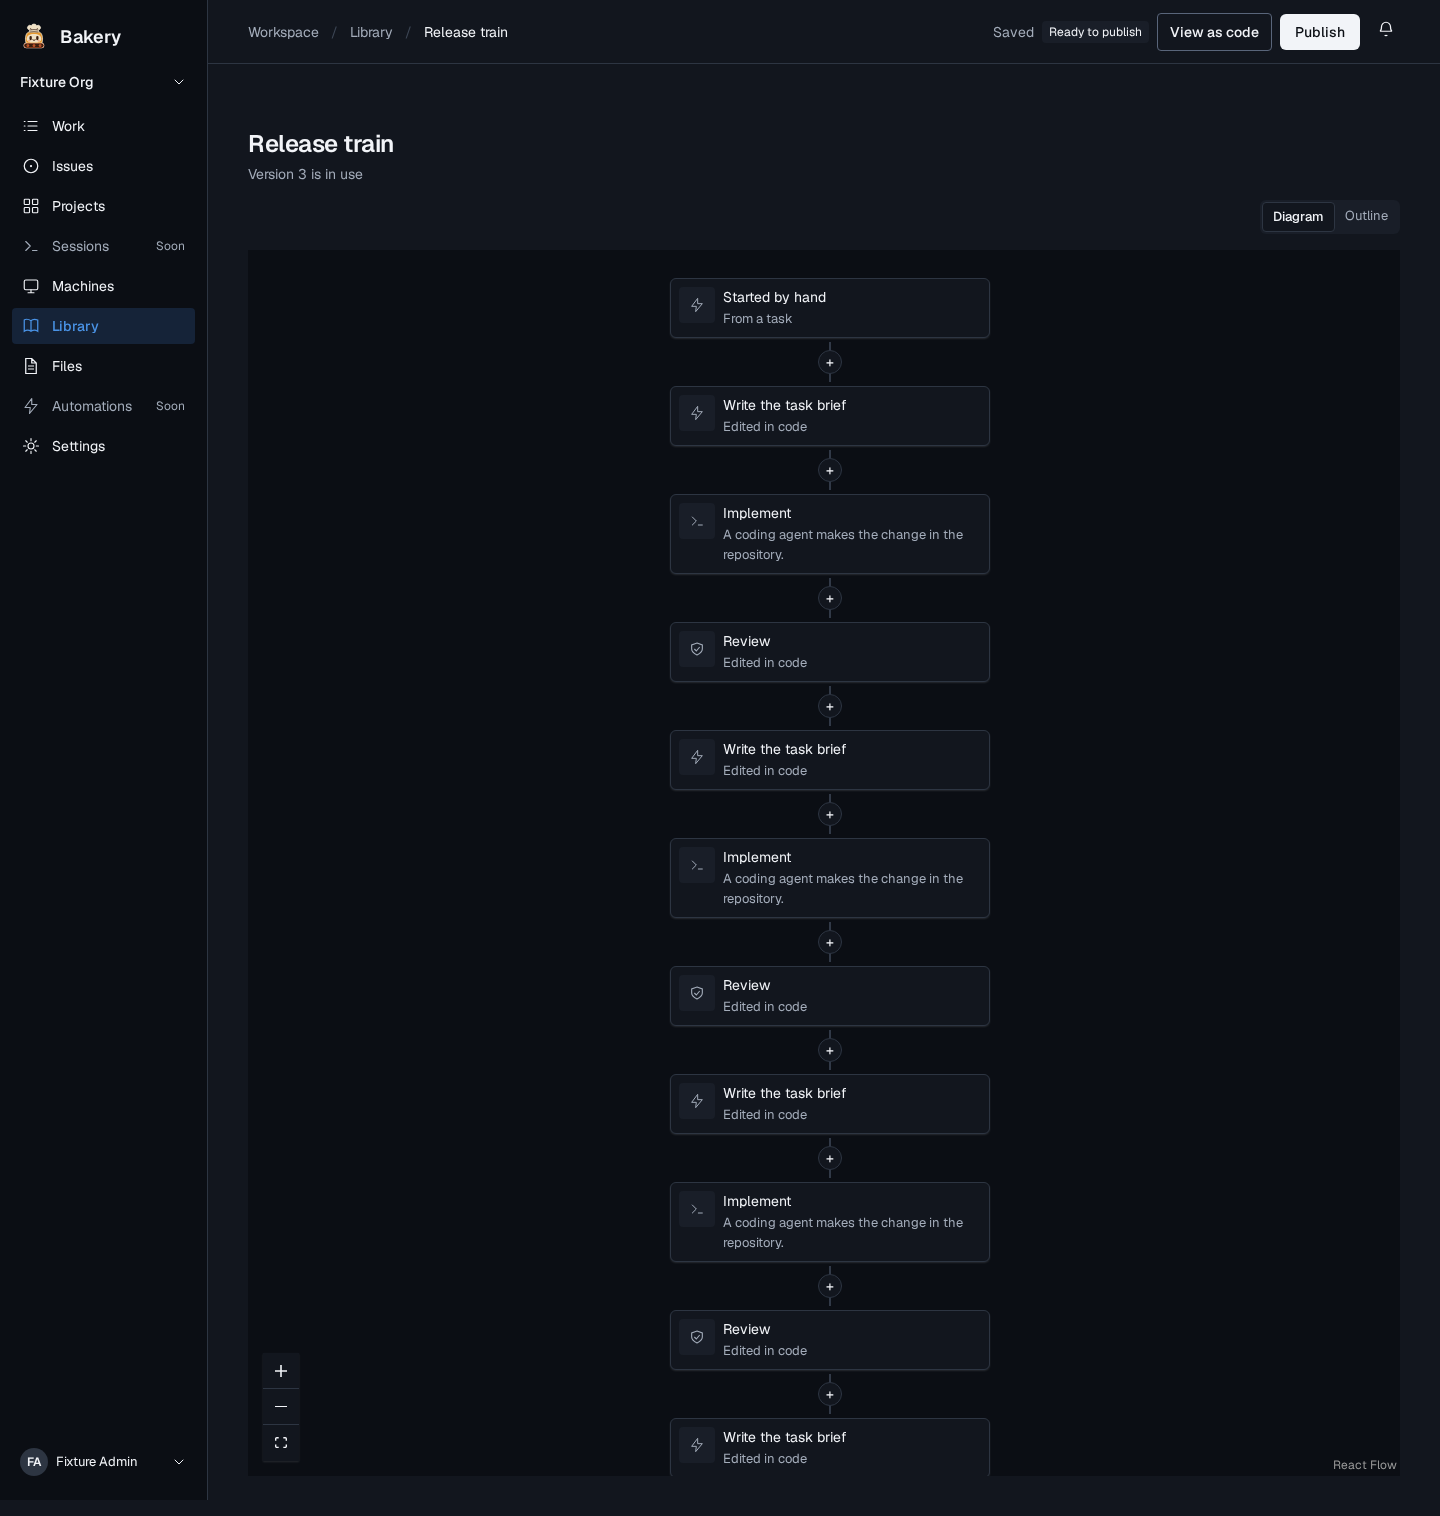 Bakery
Fixture Org
Work
Issues
Projects
Sessions Soon
Machines
Library
Files
Automations Soon
Settings
FA Fixture Admin
Workspace / Library / Release train
Saved Ready to publish View as code Publish
Release train
Version 3 is in use
Diagram Outline
Started by hand
From a task
+
Write the task brief
Edited in code
+
Implement
A coding agent makes the change in the
repository.
+
Review
Edited in code
+
Write the task brief
Edited in code
+
Implement
A coding agent makes the change in the
repository.
+
Review
Edited in code
+
Write the task brief
Edited in code
+
Implement
A coding agent makes the change in the
repository.
+
Review
Edited in code
+
Write the task brief
Edited in code
React Flow